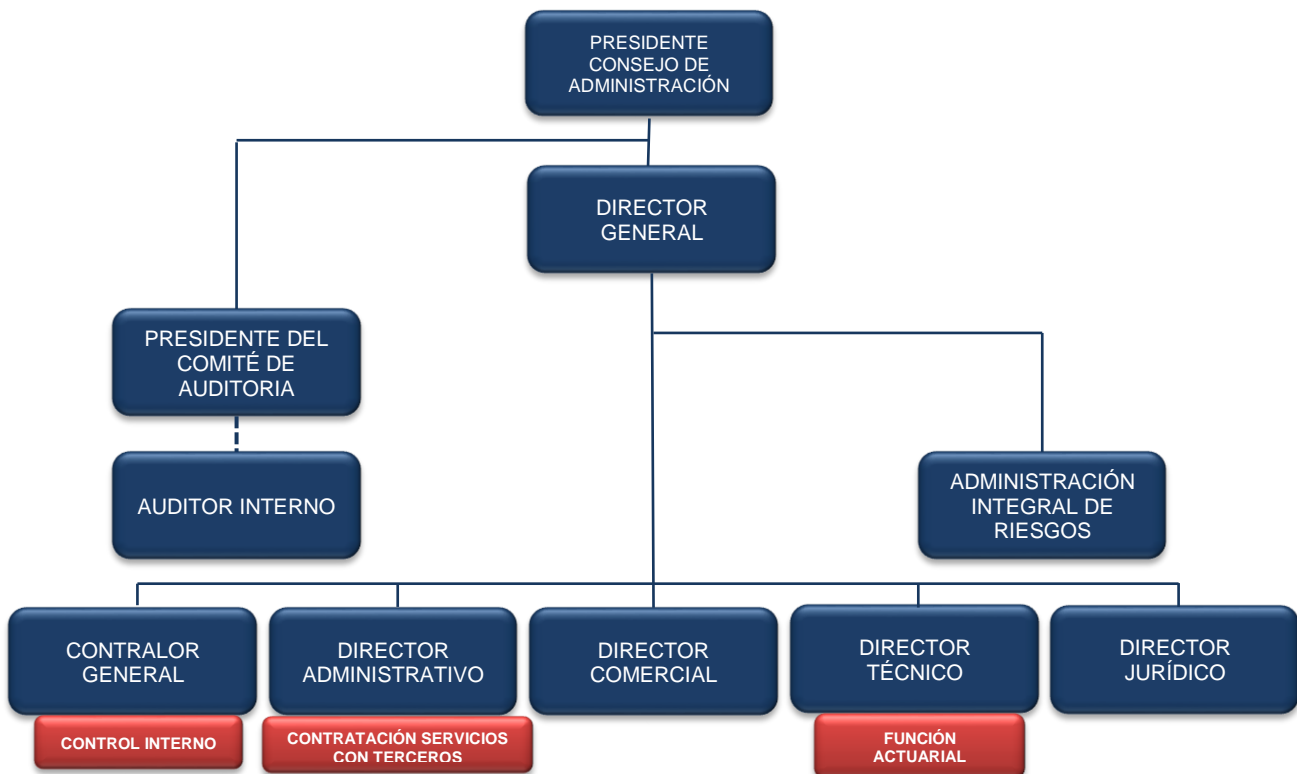 PRESIDENTE
CONSEJO DE
ADMINISTRACIÓN
DIRECTOR
GENERAL
PRESIDENTE DEL
COMITÉ DE
AUDITORIA
AUDITOR INTERNO
ADMINISTRACIÓN
INTEGRAL DE
RIESGOS
CONTRALOR
GENERAL
DIRECTOR
ADMINISTRATIVO
DIRECTOR
COMERCIAL
DIRECTOR
TÉCNICO
DIRECTOR
JURÍDICO
CONTROL INTERNO
CONTRATACIÓN SERVICIOS
CON TERCEROS
FUNCIÓN
ACTUARIAL